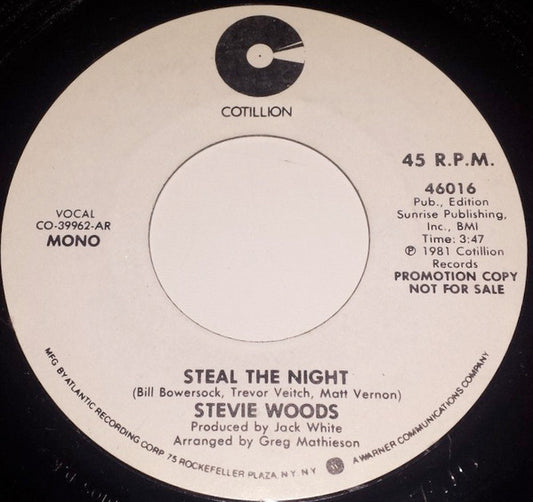 COTILLION
45 R.P.M.
46016
Pub., Edition
Sunrise Publishing,
Inc., BMI
Time: 3:47
℗ 1981 Cotillion
Records
PROMOTION COPY
NOT FOR SALE
VOCAL
CO-39962-AR
MONO
STEAL THE NIGHT
(Bill Bowersock, Trevor Veitch, Matt Vernon)
STEVIE WOODS
Produced by Jack White
Arranged by Greg Mathieson
MFG. BY ATLANTIC RECORDING CORP. 75 ROCKEFELLER PLAZA, N.Y. N.Y. A WARNER COMMUNICATIONS COMPANY